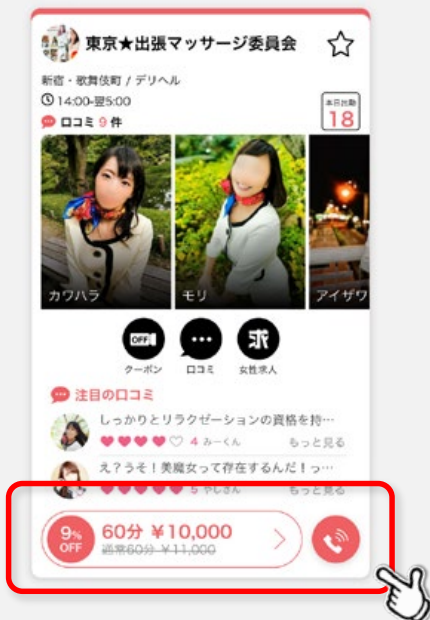 東京★出張マッサージ委員会
新宿・歌舞伎町 / デリヘル
14:00-翌5:00
口コミ 9 件
本日出勤
18
カワハラ
モリ
アイザワ
OFF
求
クーポン
口コミ
女性求人
注目の口コミ
しっかりとリラクゼーションの資格を持…
4 みーくん もっと見る
え？うそ！美魔女って存在するんだ！っ…
5 やしさん もっと見る
9%
OFF
60分 ¥10,000
通常60分 ¥11,000